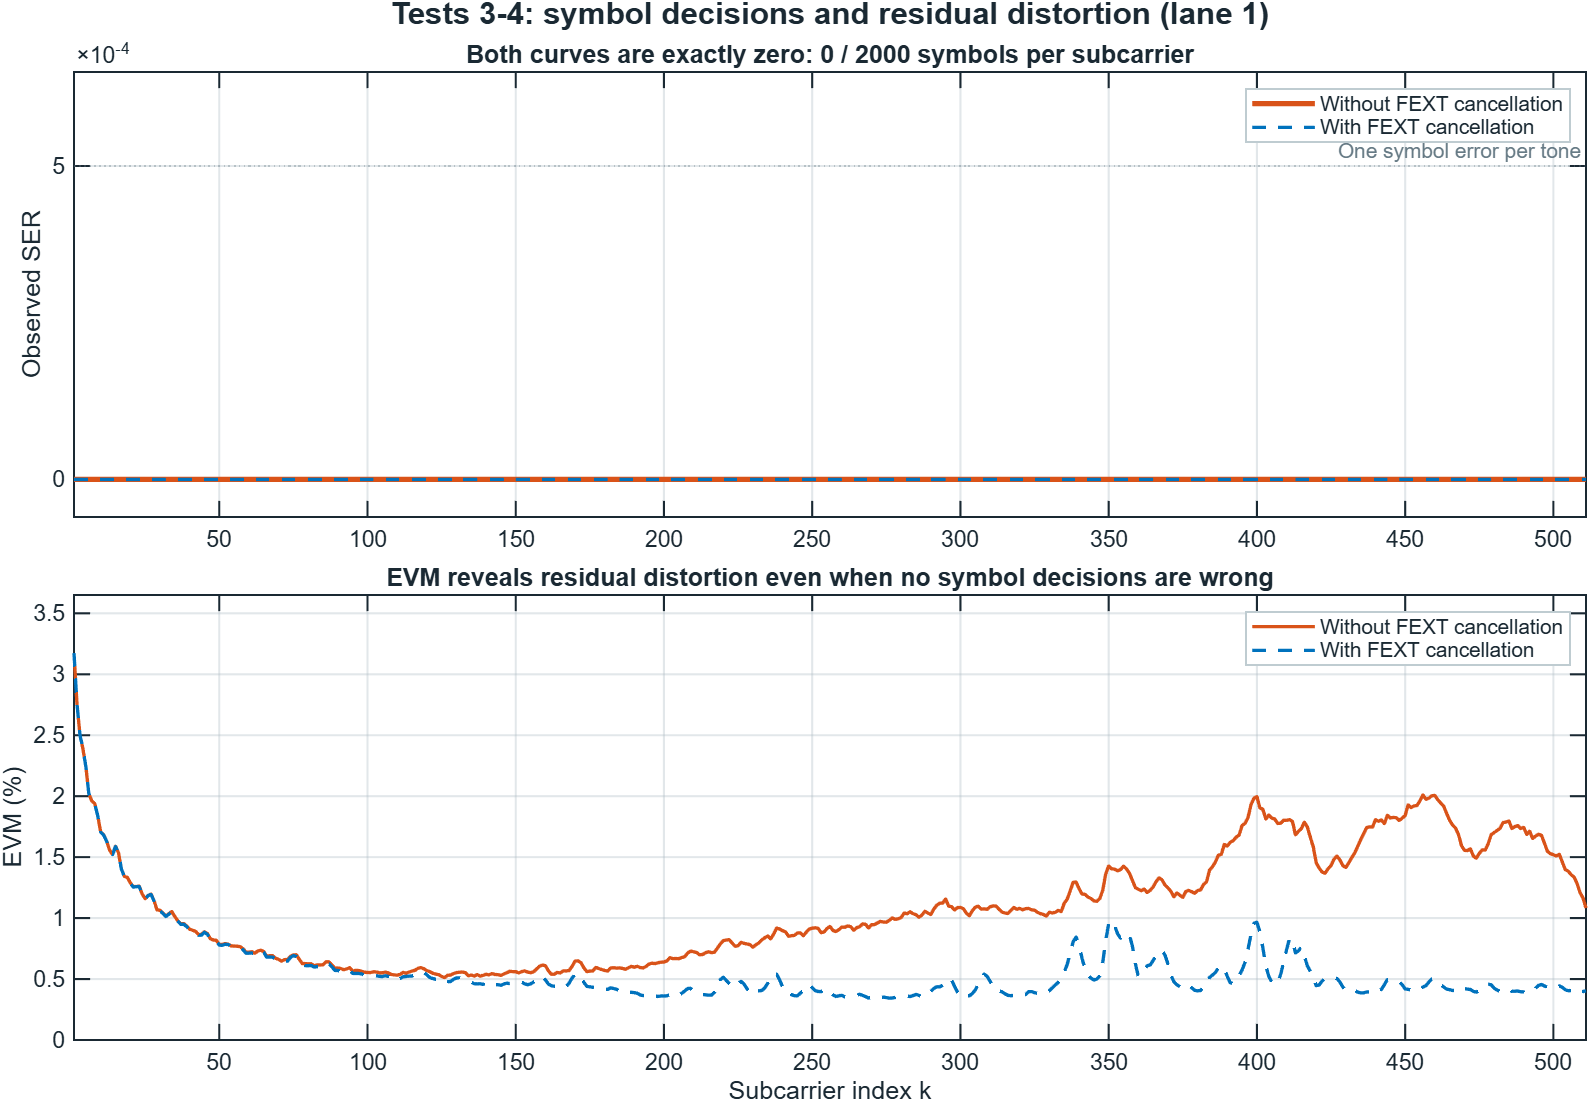 Tests 3-4: symbol decisions and residual distortion (lane 1)
×10-4
Both curves are exactly zero: 0 / 2000 symbols per subcarrier
Without FEXT cancellation
With FEXT cancellation
One symbol error per tone
5
0
Observed SER
50 100 150 200 250 300 350 400 450 500
EVM reveals residual distortion even when no symbol decisions are wrong
Without FEXT cancellation
With FEXT cancellation
3.5
3
2.5
2
1.5
1
0.5
0
EVM (%)
50 100 150 200 250 300 350 400 450 500
Subcarrier index k